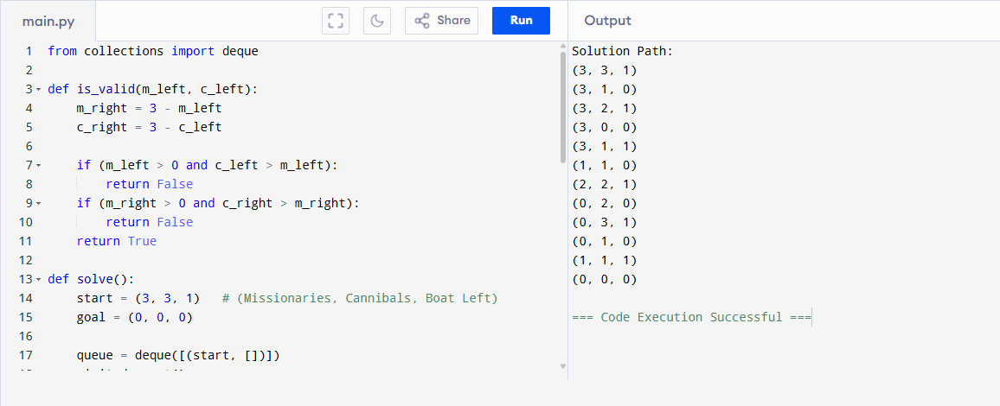 main.py
Share
Run
Output
1 from collections import deque
2
3 def is_valid(m_left, c_left):
4     m_right = 3 - m_left
5     c_right = 3 - c_left
6
7     if (m_left > 0 and c_left > m_left):
8         return False
9     if (m_right > 0 and c_right > m_right):
10         return False
11     return True
12
13 def solve():
14     start = (3, 3, 1)   # (Missionaries, Cannibals, Boat Left)
15     goal = (0, 0, 0)
16
17     queue = deque([(start, [])])
Solution Path:
(3, 3, 1)
(3, 1, 0)
(3, 2, 1)
(3, 0, 0)
(3, 1, 1)
(1, 1, 0)
(2, 2, 1)
(0, 2, 0)
(0, 3, 1)
(0, 1, 0)
(1, 1, 1)
(0, 0, 0)
=== Code Execution Successful ===